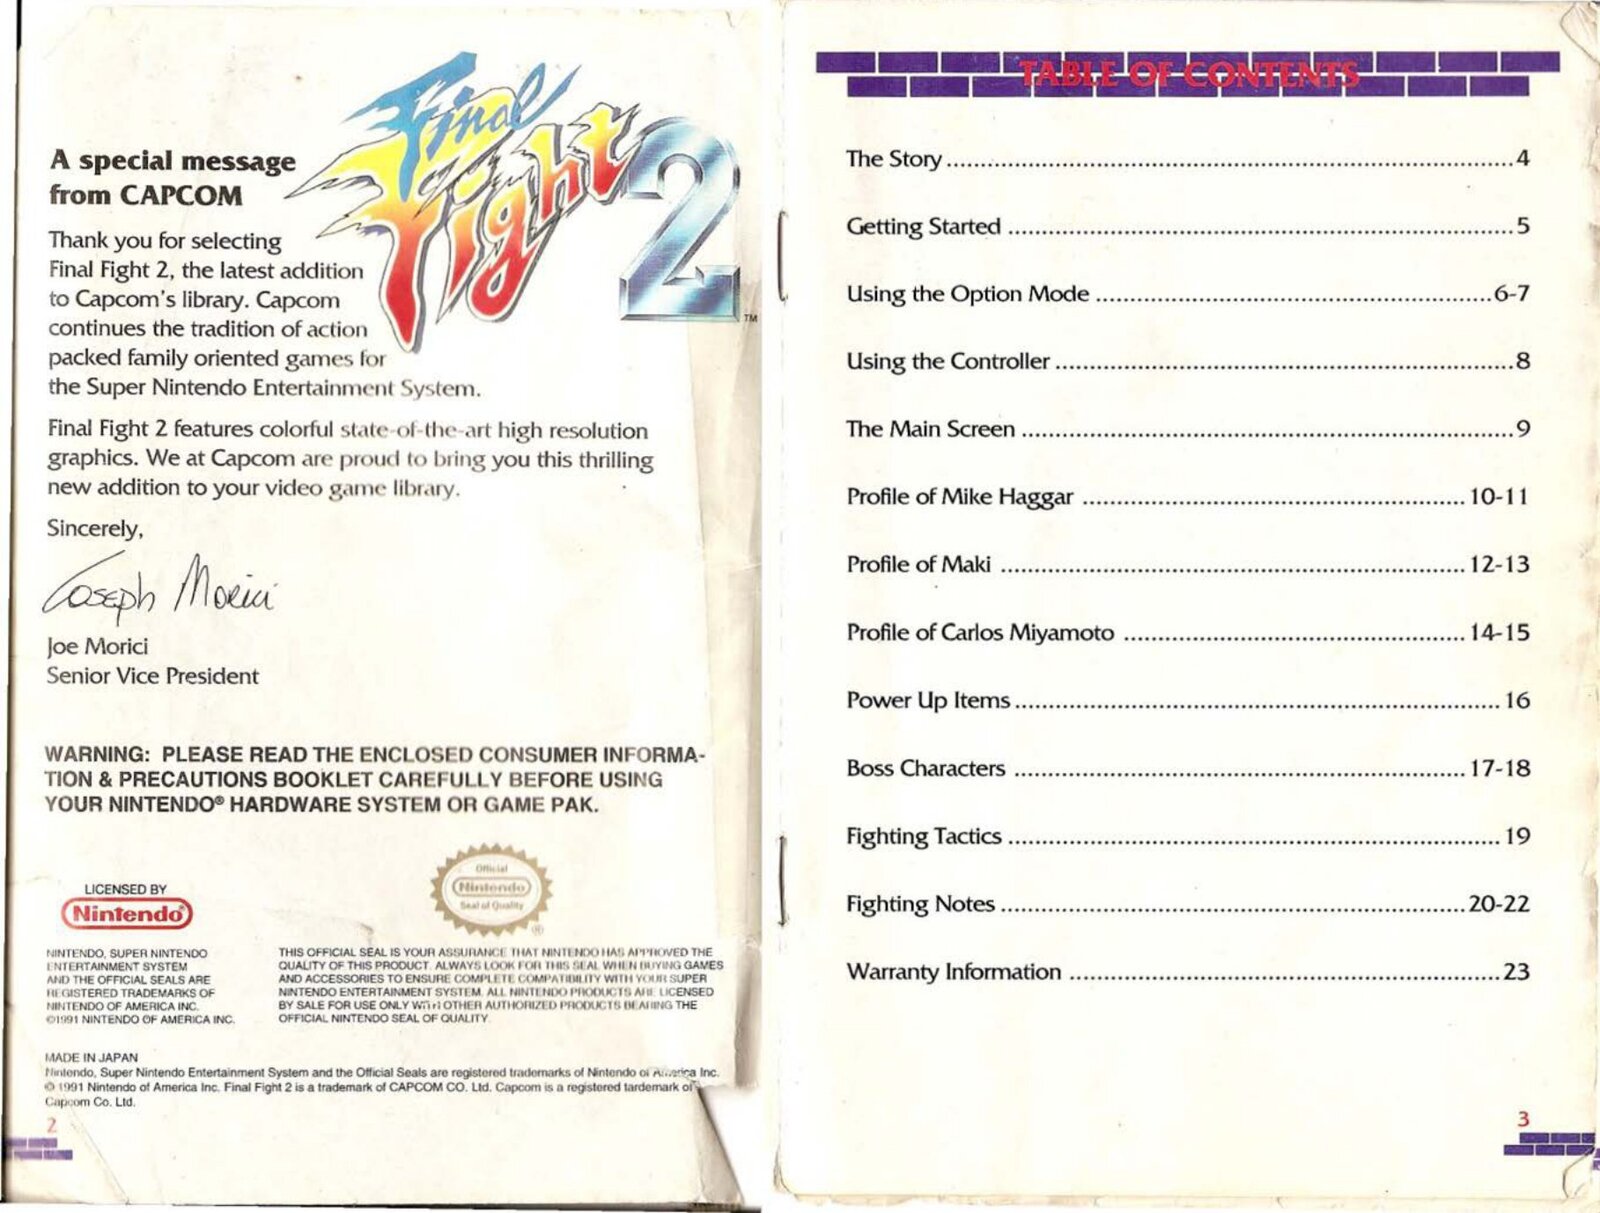 Final
Fight 2
TM
A special message
from CAPCOM
Thank you for selecting
Final Fight 2, the latest addition
to Capcom's library. Capcom
continues the tradition of action
packed family oriented games for
the Super Nintendo Entertainment System.
Final Fight 2 features colorful state-of-the-art high resolution
graphics. We at Capcom are proud to bring you this thrilling
new addition to your video game library.
Sincerely,
Joseph Morici
Joe Morici
Senior Vice President
WARNING: PLEASE READ THE ENCLOSED CONSUMER INFORMA-
TION & PRECAUTIONS BOOKLET CAREFULLY BEFORE USING
YOUR NINTENDO® HARDWARE SYSTEM OR GAME PAK.
LICENSED BY
Nintendo®
NINTENDO, SUPER NINTENDO
ENTERTAINMENT SYSTEM
AND THE OFFICIAL SEALS ARE
REGISTERED TRADEMARKS OF
NINTENDO OF AMERICA INC.
©1991 NINTENDO OF AMERICA INC.
Official
Nintendo
Seal of Quality
®
THIS OFFICIAL SEAL IS YOUR ASSURANCE THAT NINTENDO HAS APPROVED THE
QUALITY OF THIS PRODUCT. ALWAYS LOOK FOR THIS SEAL WHEN BUYING GAMES
AND ACCESSORIES TO ENSURE COMPLETE COMPATIBILITY WITH YOUR SUPER
NINTENDO ENTERTAINMENT SYSTEM. ALL NINTENDO PRODUCTS ARE LICENSED
BY SALE FOR USE ONLY WITH OTHER AUTHORIZED PRODUCTS BEARING THE
OFFICIAL NINTENDO SEAL OF QUALITY.
MADE IN JAPAN
Nintendo, Super Nintendo Entertainment System and the Official Seals are registered trademarks of Nintendo of America Inc.
© 1991 Nintendo of America Inc. Final Fight 2 is a trademark of CAPCOM CO. Ltd. Capcom is a registered tardemark of
Capcom Co. Ltd.
2
TABLE OF CONTENTS
The Story ........ 4
Getting Started ........ 5
Using the Option Mode ........ 6-7
Using the Controller ........ 8
The Main Screen ........ 9
Profile of Mike Haggar ........ 10-11
Profile of Maki ........ 12-13
Profile of Carlos Miyamoto ........ 14-15
Power Up Items ........ 16
Boss Characters ........ 17-18
Fighting Tactics ........ 19
Fighting Notes ........ 20-22
Warranty Information ........ 23
3